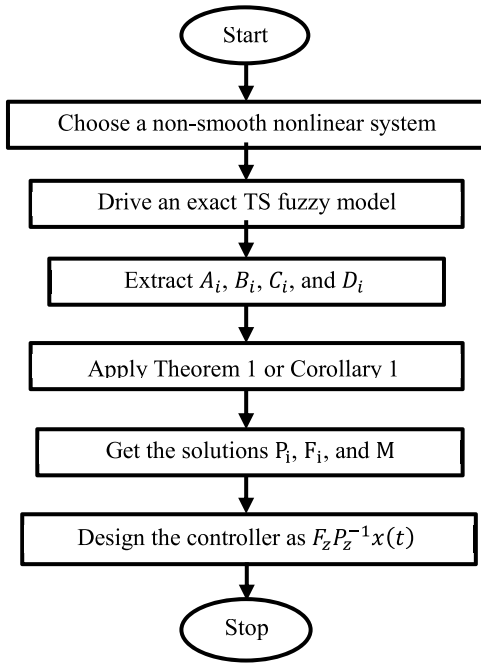 Start
Choose a non-smooth nonlinear system
Drive an exact TS fuzzy model
Extract $A_i$, $B_i$, $C_i$, and $D_i$
Apply Theorem 1 or Corollary 1
Get the solutions $P_i$, $F_i$, and M
Design the controller as $F_z P_z^{-1} x(t)$
Stop